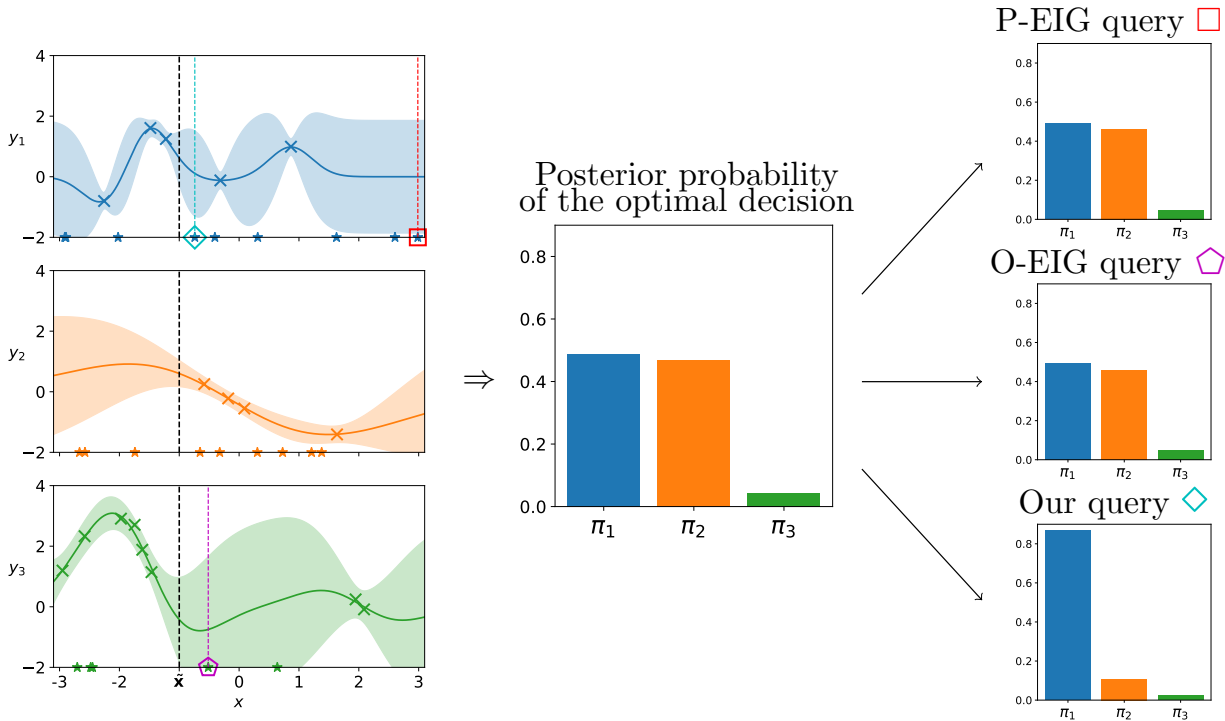 4
2
0
−2
y1
4
2
0
−2
y2
4
2
0
−2
y3
-3
-2
x̃
0
1
2
3
x
⇒
Posterior probability
of the optimal decision
0.8
0.6
0.4
0.2
0.0
π1
π2
π3
P-EIG query
0.8
0.6
0.4
0.2
0.0
π1
π2
π3
O-EIG query
0.8
0.6
0.4
0.2
0.0
π1
π2
π3
Our query
0.8
0.6
0.4
0.2
0.0
π1
π2
π3